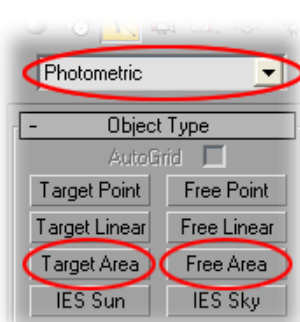 Photometric
- Object Type
AutoGrid
Target Point Free Point
Target Linear Free Linear
Target Area Free Area
IES Sun IES Sky